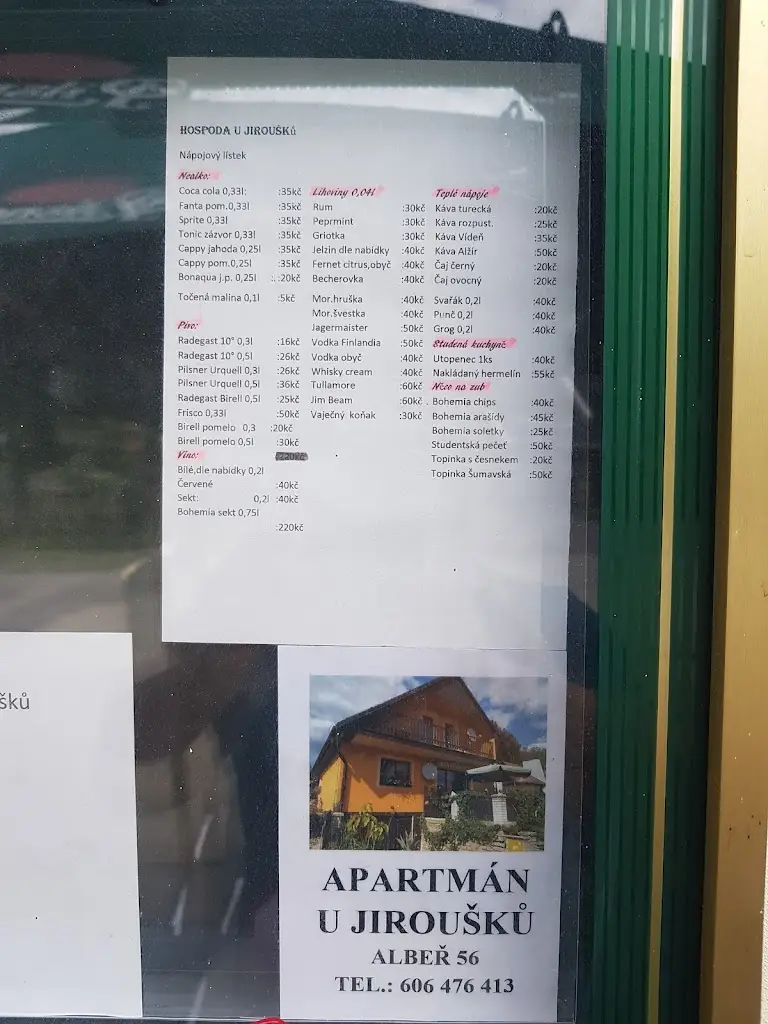 HOSPODA U JIROUŠKů
Nápojový lístek
Nealko:
Coca cola 0,33l: :35kč
Fanta pom.0,33l :35kč
Sprite 0,33l :35kč
Tonic zázvor 0,33l :35kč
Cappy jahoda 0,25l :35kč
Cappy pom.0,25l :35kč
Bonaqua j.p. 0,25l ..:20kč
Točená malina 0,1l :5kč
Pivo:
Radegast 10° 0,3l :16kč
Radegast 10° 0,5l :26kč
Pilsner Urquell 0,3l :26kč
Pilsner Urquell 0,5l :36kč
Radegast Birell 0,5l :25kč
Frisco 0,33l :50kč
Birell pomelo 0,3 :20kč
Birell pomelo 0,5l :30kč
Víno:
Bílé,dle nabídky 0,2l
Červené :40kč
Sekt: 0,2l :40kč
Bohemia sekt 0,75l
:220kč
Lihoviny 0,04l
Rum :30kč
Peprmint :30kč
Griotka :30kč
Jelzin dle nabídky :40kč
Fernet citrus,obyč :40kč
Becherovka :40kč
Mor.hruška :40kč
Mor.švestka :40kč
Jagermaister :50kč
Vodka Finlandia :50kč
Vodka obyč :40kč
Whisky cream :40kč
Tullamore :60kč
Jim Beam :60kč
Vaječný koňak :30kč
Teplé nápoje
Káva turecká :20kč
Káva rozpust. :25kč
Káva Vídeň :35kč
Káva Alžír :50kč
Čaj černý :20kč
Čaj ovocný :20kč
Svařák 0,2l :40kč
Punč 0,2l :40kč
Grog 0,2l :40kč
Studená kuchyně
Utopenec 1ks :40kč
Nakládaný hermelín :55kč
Něco na zub
Bohemia chips :40kč
Bohemia arašídy :45kč
Bohemia soletky :25kč
Studentská pečeť :50kč
Topinka s česnekem :20kč
Topinka Šumavská :50kč
šků
APARTMÁN
U JIROUŠKŮ
ALBEŘ 56
TEL.: 606 476 413